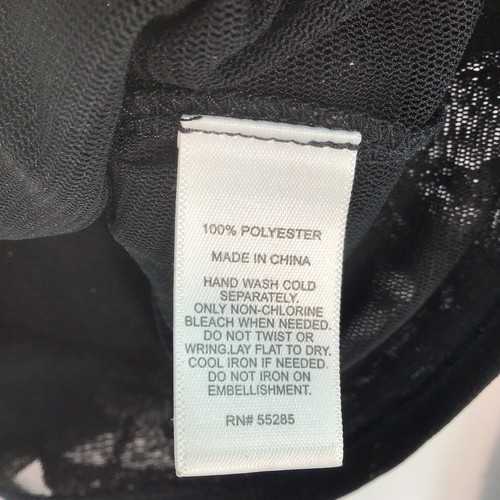 100% POLYESTER
MADE IN CHINA
HAND WASH COLD
SEPARATELY.
ONLY NON-CHLORINE
BLEACH WHEN NEEDED.
DO NOT TWIST OR
WRING.LAY FLAT TO DRY.
COOL IRON IF NEEDED.
DO NOT IRON ON
EMBELLISHMENT.
RN# 55285